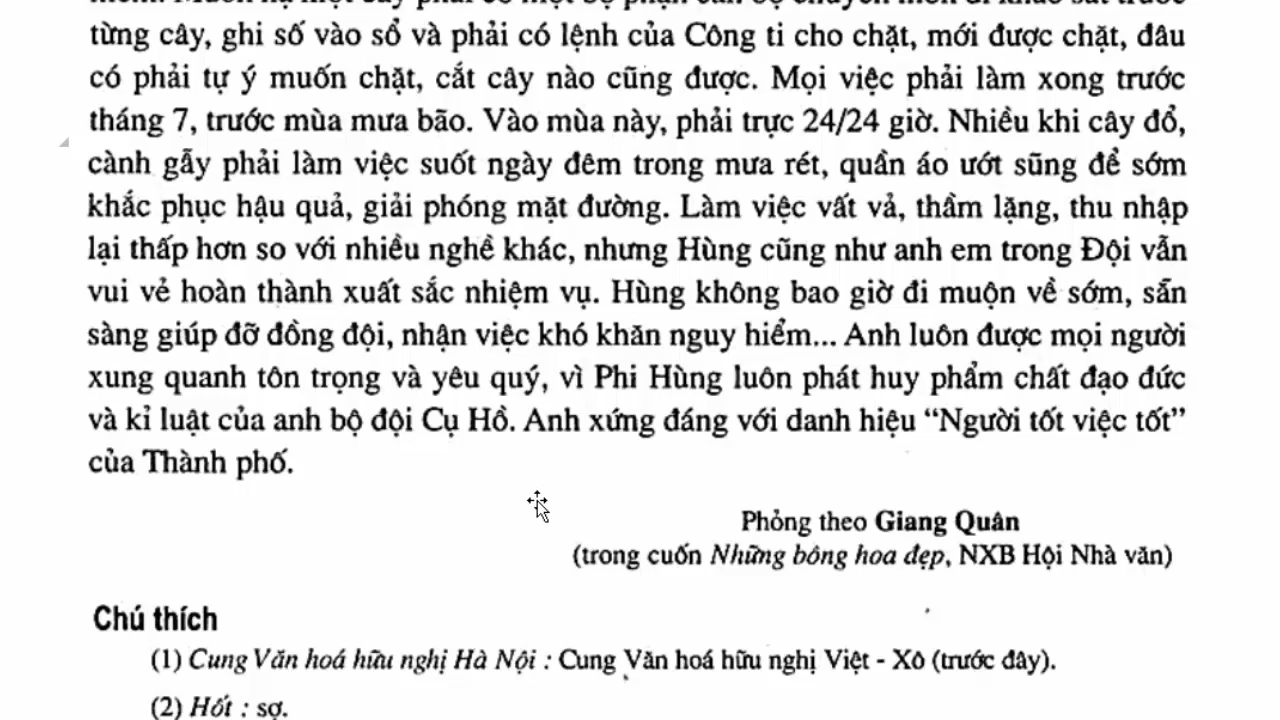 từng cây, ghi số vào sổ và phải có lệnh của Công ti cho chặt, mới được chặt, đâu
có phải tự ý muốn chặt, cắt cây nào cũng được. Mọi việc phải làm xong trước
tháng 7, trước mùa mưa bão. Vào mùa này, phải trực 24/24 giờ. Nhiều khi cây đổ,
cành gẫy phải làm việc suốt ngày đêm trong mưa rét, quần áo ướt sũng để sớm
khắc phục hậu quả, giải phóng mặt đường. Làm việc vất vả, thầm lặng, thu nhập
lại thấp hơn so với nhiều nghề khác, nhưng Hùng cũng như anh em trong Đội vẫn
vui vẻ hoàn thành xuất sắc nhiệm vụ. Hùng không bao giờ đi muộn về sớm, sẵn
sàng giúp đỡ đồng đội, nhận việc khó khăn nguy hiểm... Anh luôn được mọi người
xung quanh tôn trọng và yêu quý, vì Phi Hùng luôn phát huy phẩm chất đạo đức
và kỉ luật của anh bộ đội Cụ Hồ. Anh xứng đáng với danh hiệu “Người tốt việc tốt”
của Thành phố.
Phỏng theo Giang Quân
(trong cuốn Những bông hoa đẹp, NXB Hội Nhà văn)
Chú thích
(1) Cung Văn hoá hữu nghị Hà Nội : Cung Văn hoá hữu nghị Việt - Xô (trước đây).
(2) Hốt : sợ.